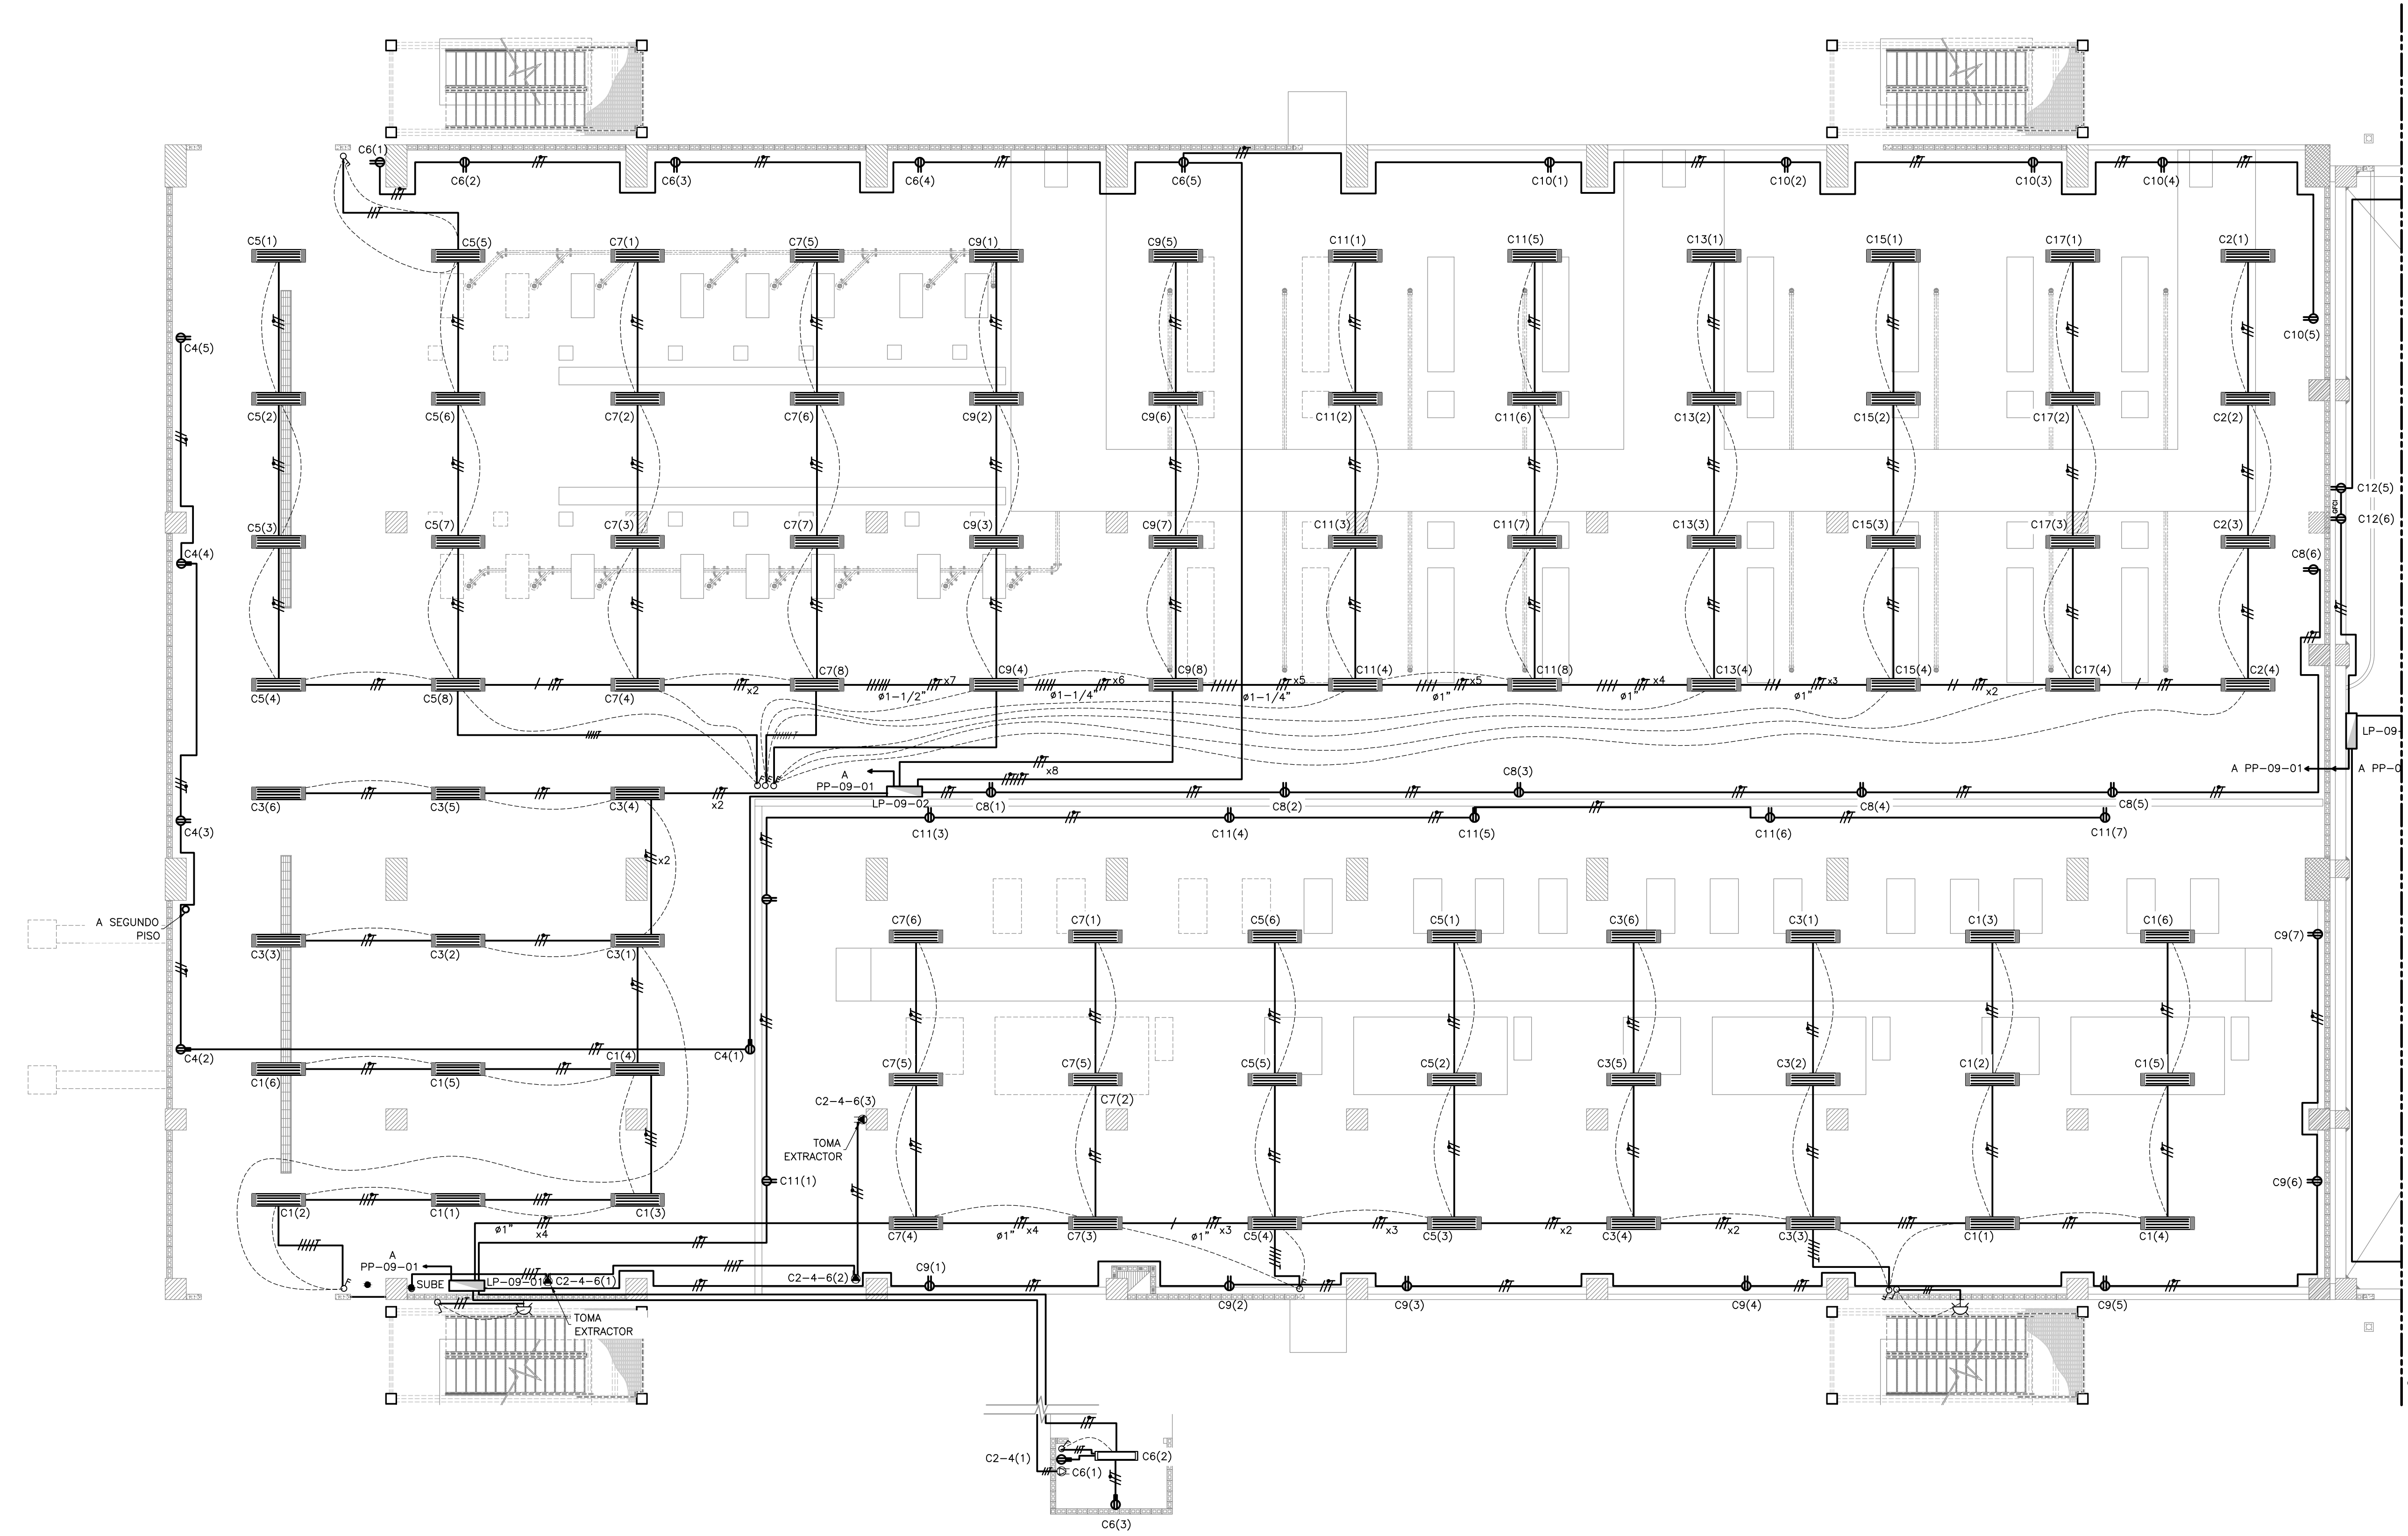 C6(1)
C6(2)
C6(3)
C6(4)
C6(5)
C10(1)
C10(2)
C10(3)
C10(4)
C5(1)
C5(5)
C7(1)
C7(5)
C9(1)
C9(5)
C11(1)
C11(5)
C13(1)
C15(1)
C17(1)
C2(1)
C4(5)
C10(5)
C5(2)
C5(6)
C7(2)
C7(6)
C9(2)
C9(6)
C11(2)
C11(6)
C13(2)
C15(2)
C17(2)
C2(2)
C12(5)
GFCI
C12(6)
C5(3)
C5(7)
C7(3)
C7(7)
C9(3)
C9(7)
C11(3)
C11(7)
C13(3)
C15(3)
C17(3)
C2(3)
C4(4)
C8(6)
C7(8)
C9(4)
C9(8)
C11(4)
C11(8)
C13(4)
C15(4)
C17(4)
C2(4)
C5(4)
C5(8)
C7(4)
x2
x7
x6
x5
x5
x4
x3
x2
ø1-1/2"
ø1-1/4"
ø1-1/4"
ø1"
ø1"
ø1"
LP-09-
A
PP-09-01
x8
C8(3)
A PP-09-01
A PP-0
C3(6)
C3(5)
C3(4)
x2
LP-09-02
C8(1)
C8(2)
C8(4)
C8(5)
C4(3)
C11(3)
C11(4)
C11(5)
C11(6)
C11(7)
x2
A SEGUNDO
PISO
C7(6)
C7(1)
C5(6)
C5(1)
C3(6)
C3(1)
C1(3)
C1(6)
C9(7)
C3(3)
C3(2)
C3(1)
C4(2)
C4(1)
C1(4)
C1(6)
C1(5)
C7(5)
C7(5)
C5(5)
C5(2)
C3(5)
C3(2)
C1(2)
C1(5)
C2-4-6(3)
C7(2)
TOMA
EXTRACTOR
C11(1)
C9(6)
C1(2)
C1(1)
C1(3)
ø1"
x4
C7(4)
ø1"
x4
C7(3)
ø1"
x3
C5(4)
x3
C5(3)
x2
C3(4)
x2
C3(3)
C1(1)
C1(4)
A
PP-09-01
SUBE
LP-09-01
C2-4-6(1)
C2-4-6(2)
C9(1)
C9(2)
C9(3)
C9(4)
C9(5)
TOMA
EXTRACTOR
C2-4(1)
C6(1)
C6(2)
C6(3)